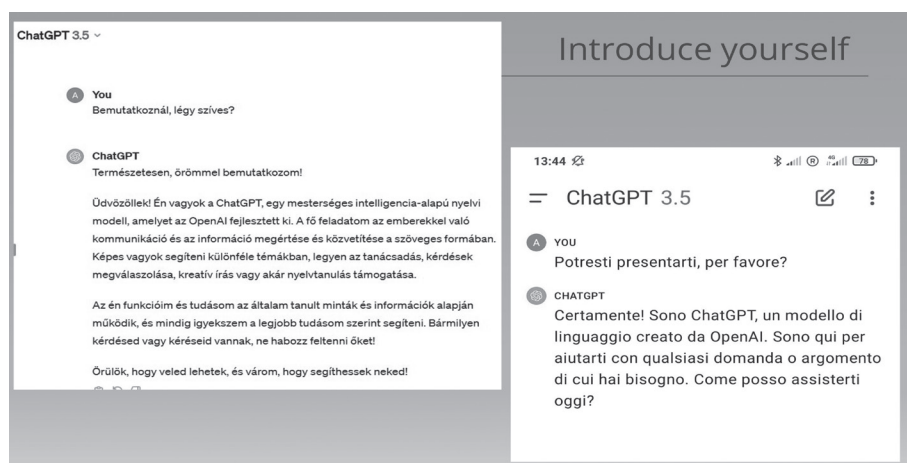 ChatGPT 3.5
You
Bemutatkoznál, légy szíves?
ChatGPT
Természetesen, örömmel bemutatkozom!
Üdvözöllek! Én vagyok a ChatGPT, egy mesterséges intelligencia-alapú nyelvi
modell, amelyet az OpenAI fejlesztett ki. A fő feladatom az emberekkel való
kommunikáció és az információ megértése és közvetítése a szöveges formában.
Képes vagyok segíteni különféle témákban, legyen az tanácsadás, kérdések
megválaszolása, kreatív írás vagy akár nyelvtanulás támogatása.
Az én funkcióim és tudásom az általam tanult minták és információk alapján
működik, és mindig igyekszem a legjobb tudásom szerint segíteni. Bármilyen
kérdésed vagy kéréseid vannak, ne habozz feltenni őket!
Örülök, hogy veled lehetek, és várom, hogy segíthessek neked!
Introduce yourself
13:44
4G
78
ChatGPT 3.5
A YOU
Potresti presentarti, per favore?
CHATGPT
Certamente! Sono ChatGPT, un modello di
linguaggio creato da OpenAI. Sono qui per
aiutarti con qualsiasi domanda o argomento
di cui hai bisogno. Come posso assisterti
oggi?